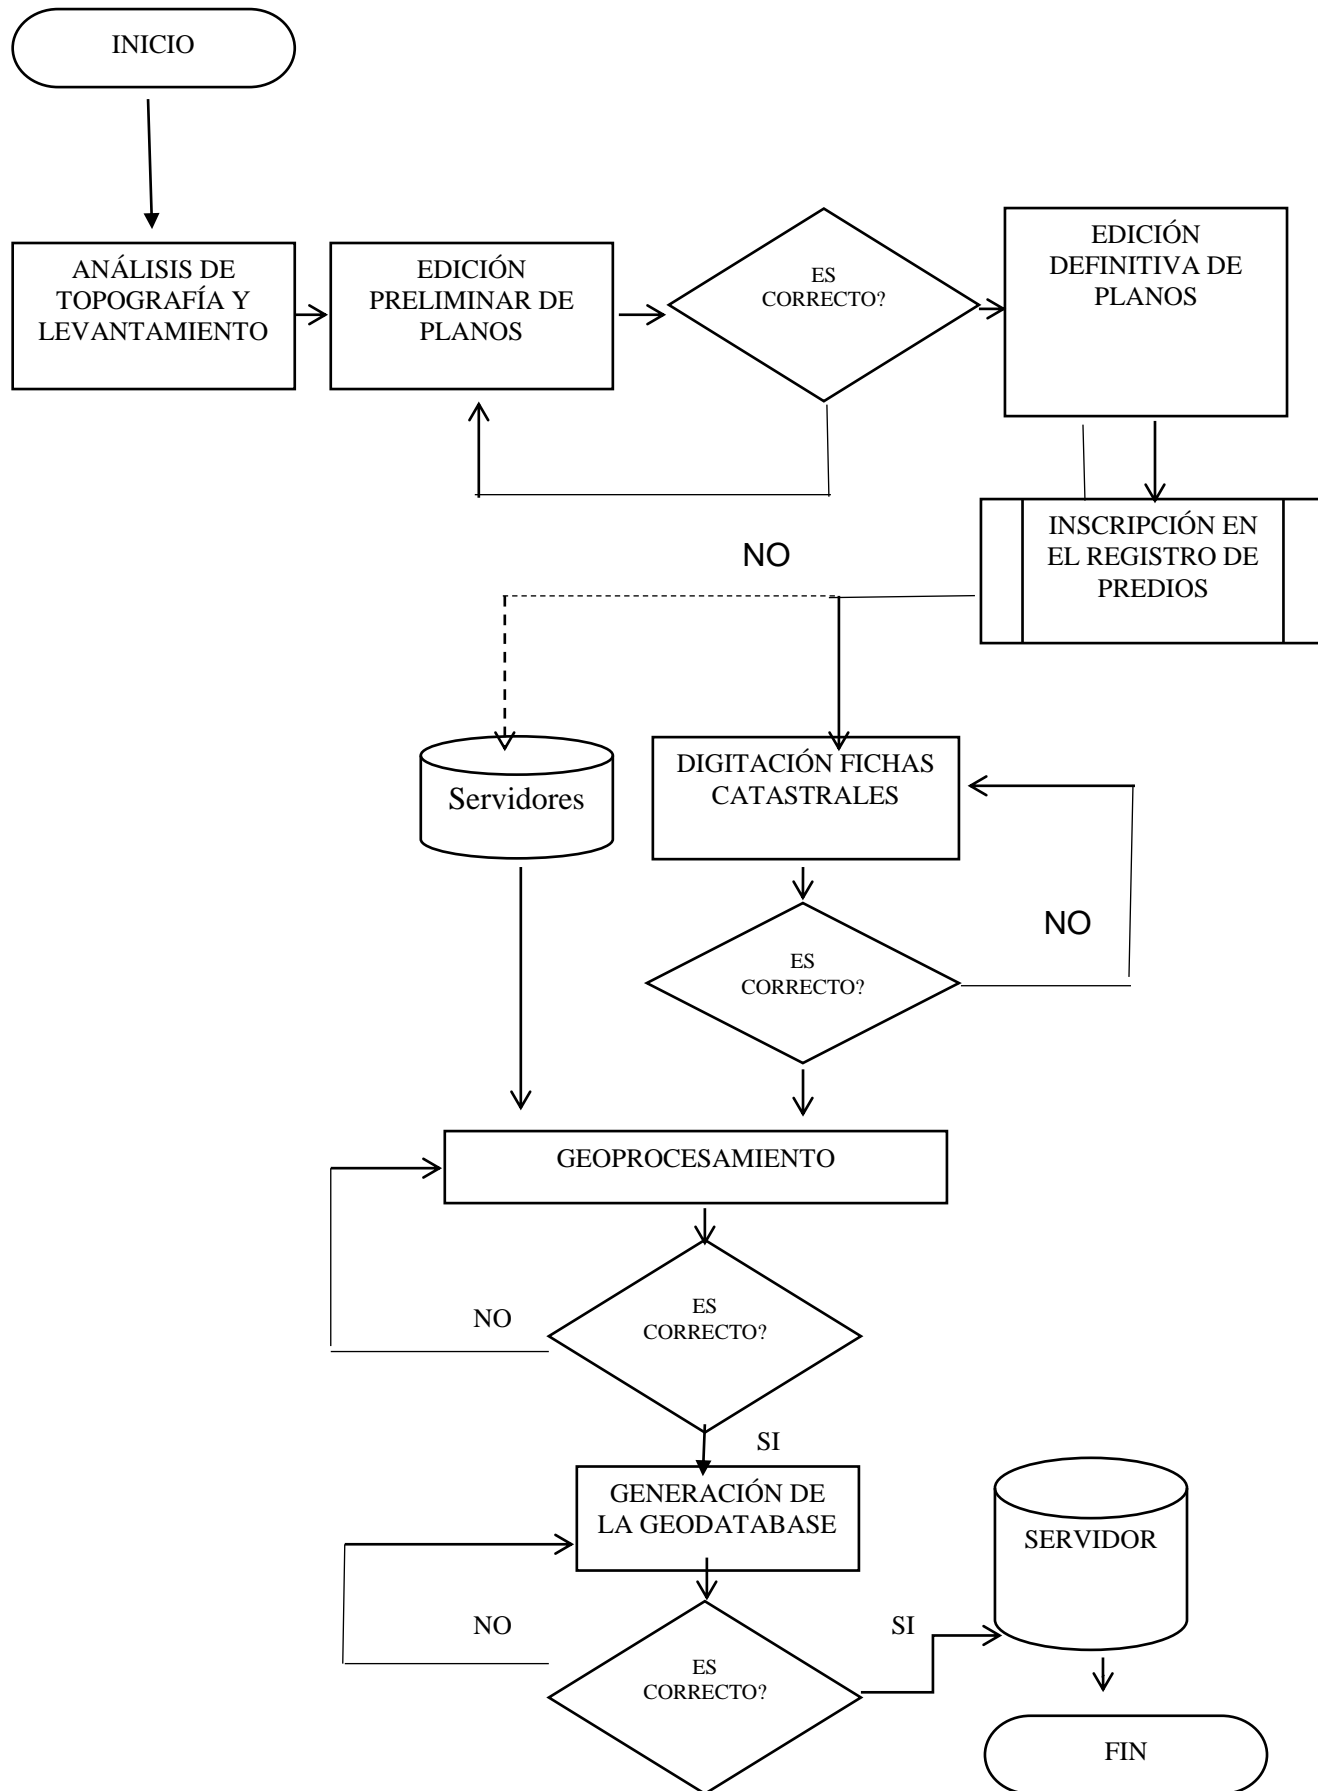 INICIO
ANÁLISIS DE
TOPOGRAFÍA Y
LEVANTAMIENTO
EDICIÓN
PRELIMINAR DE
PLANOS
ES
CORRECTO?
EDICIÓN
DEFINITIVA DE
PLANOS
NO
INSCRIPCIÓN EN
EL REGISTRO DE
PREDIOS
Servidores
DIGITACIÓN FICHAS
CATASTRALES
NO
ES
CORRECTO?
GEOPROCESAMIENTO
NO
ES
CORRECTO?
SI
GENERACIÓN DE
LA GEODATABASE
SERVIDOR
NO
SI
ES
CORRECTO?
FIN